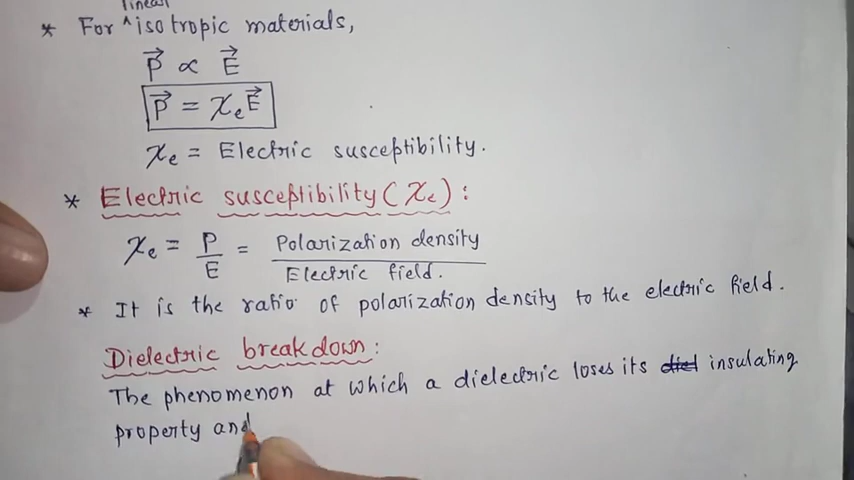 linear
* For ^ isotropic materials,
P⃗ ∝ E⃗
P⃗ = χₑE⃗
χₑ = Electric susceptibility.
* Electric susceptibility (χₑ) :
χₑ = P/E = Polarization density / Electric field.
* It is the ratio of polarization density to the electric field.
Dielectric breakdown :
The phenomenon at which a dielectric loses its diel insulating
property and